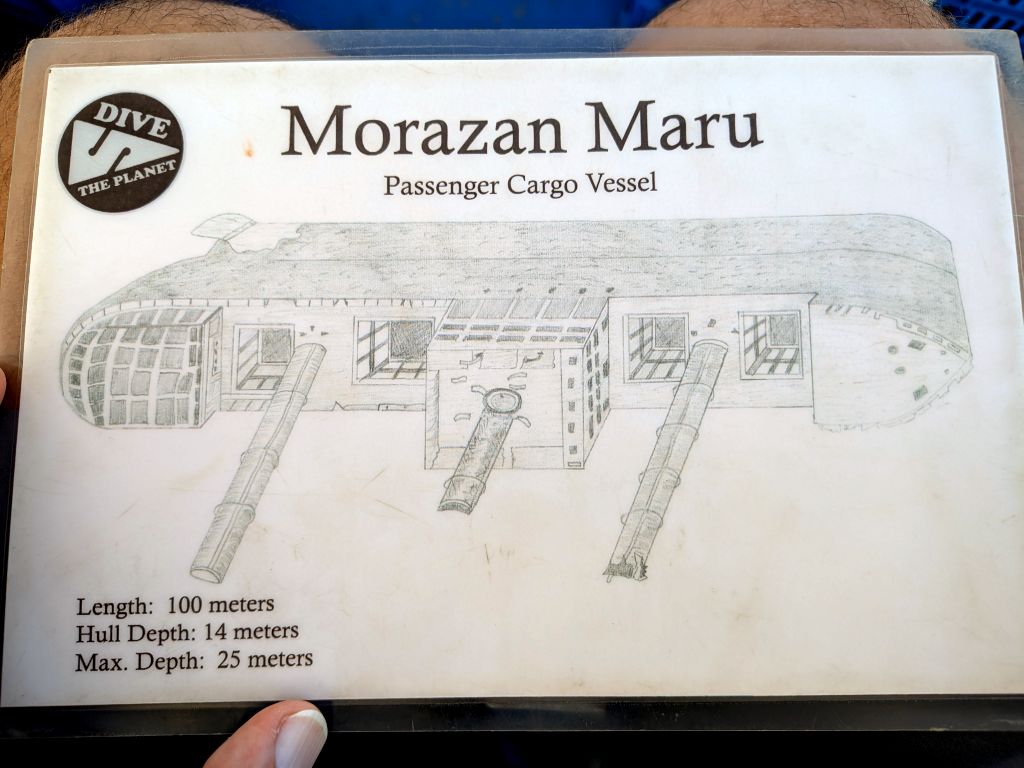 DIVE
THE PLANET
Morazan Maru
Passenger Cargo Vessel
Length: 100 meters
Hull Depth: 14 meters
Max. Depth: 25 meters